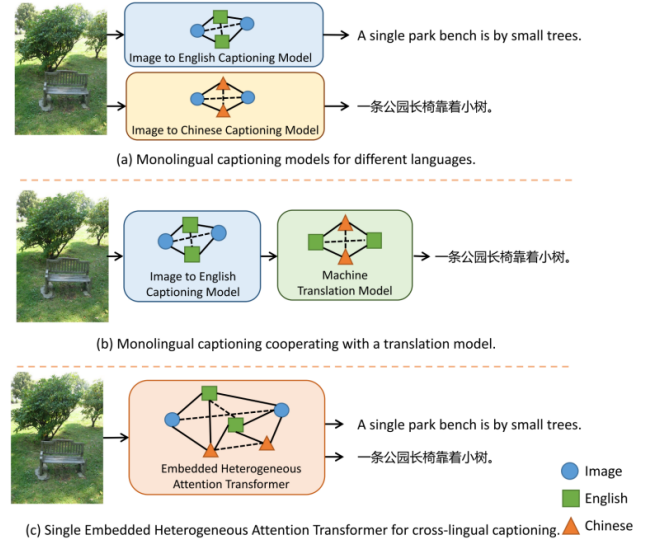 Image to English Captioning Model
A single park bench is by small trees.
Image to Chinese Captioning Model
一条公园长椅靠着小树。
(a) Monolingual captioning models for different languages.
Image to English
Captioning Model
Machine
Translation Model
一条公园长椅靠着小树。
(b) Monolingual captioning cooperating with a translation model.
Embedded Heterogeneous
Attention Transformer
A single park bench is by small trees.
一条公园长椅靠着小树。
Image
English
Chinese
(c) Single Embedded Heterogeneous Attention Transformer for cross-lingual captioning.